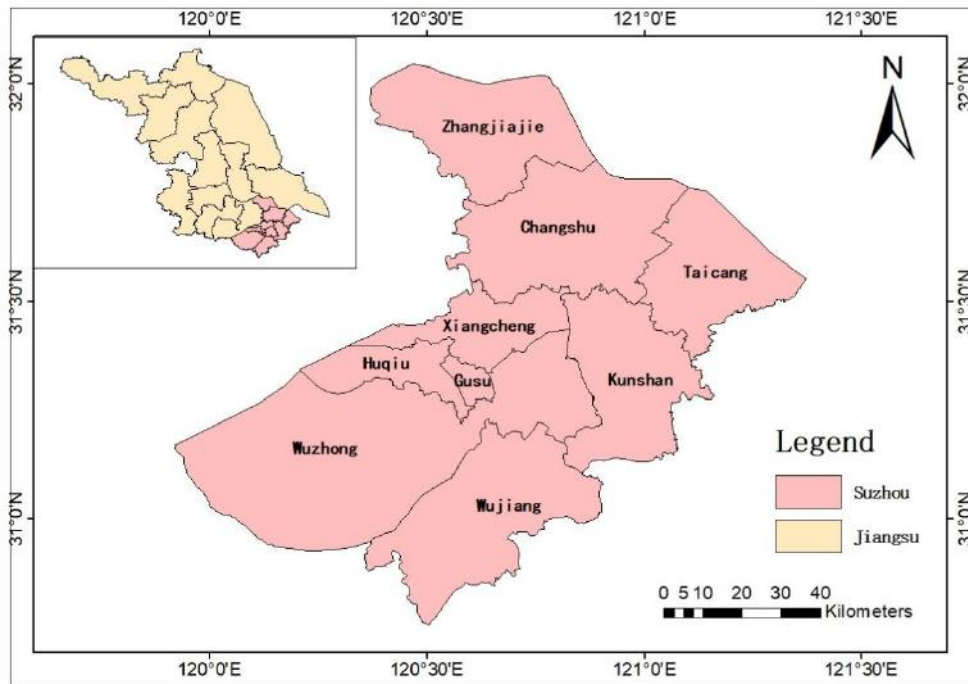 120°0'E 120°30'E 121°0'E 121°30'E
32°0'N 32°0'N
N
Zhangjiajie
Changshu
Taicang
31°30'N 31°30'N
Xiangcheng
Huqiu
Gusu
Kunshan
Wuzhong
Legend
Wujiang
Suzhou
Jiangsu
31°0'N 31°0'N
0 5 10 20 30 40
Kilometers
120°0'E 120°30'E 121°0'E 121°30'E